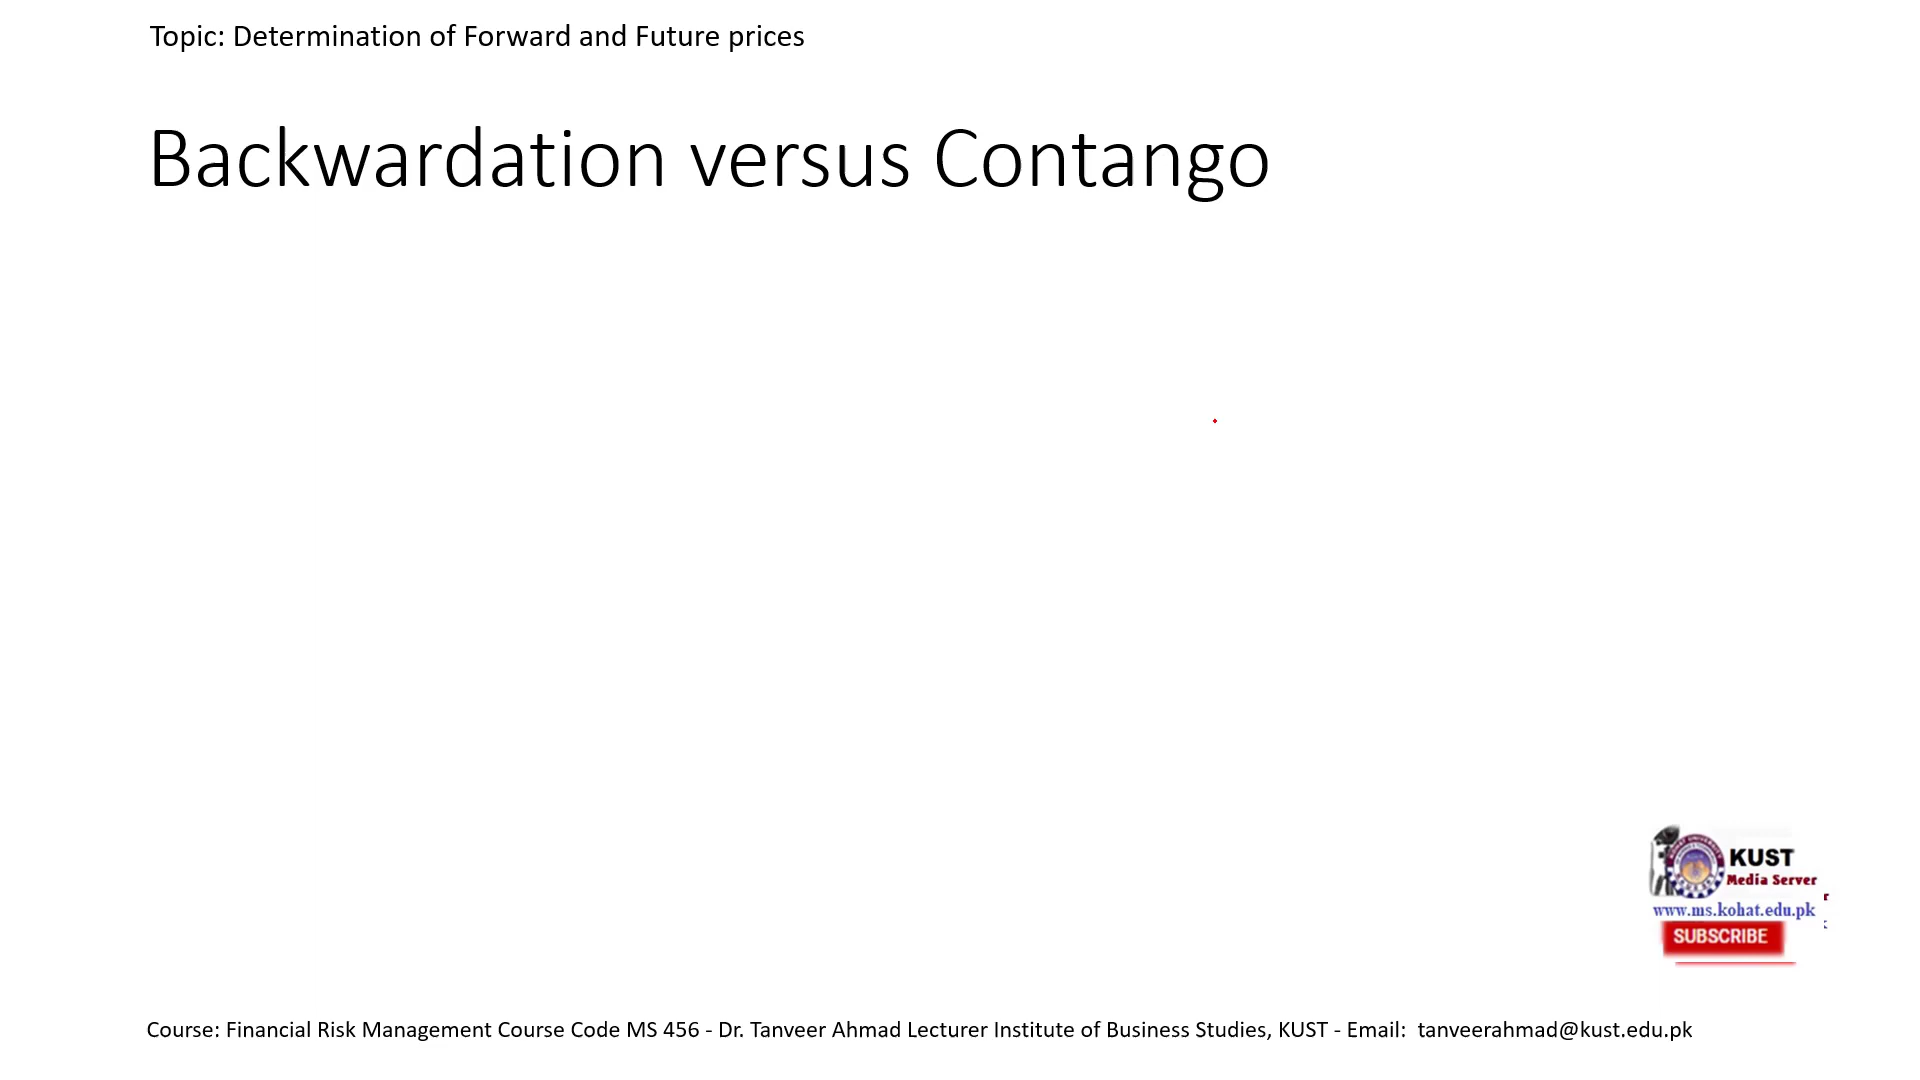 Topic: Determination of Forward and Future prices
Backwardation versus Contango
KUST
Media Server
www.ms.kohat.edu.pk
SUBSCRIBE
Course: Financial Risk Management Course Code MS 456 - Dr. Tanveer Ahmad Lecturer Institute of Business Studies, KUST - Email:  tanveerahmad@kust.edu.pk